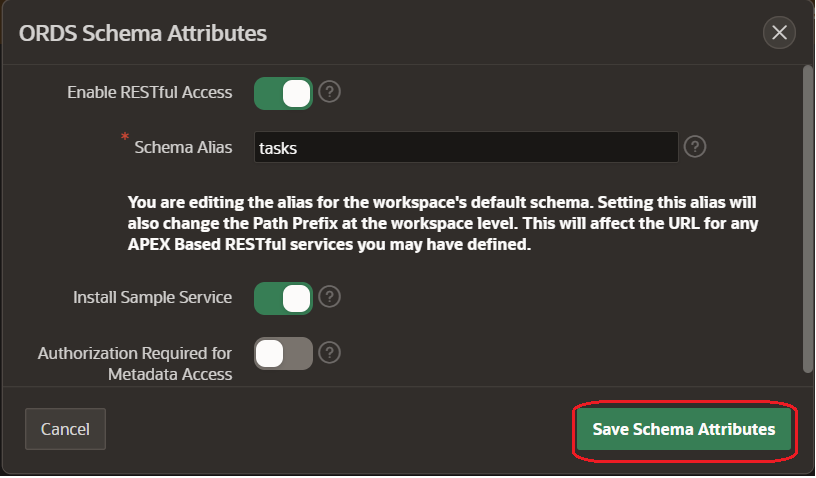 ORDS Schema Attributes
Enable RESTful Access
?
* Schema Alias
tasks
?
You are editing the alias for the workspace's default schema. Setting this alias will
also change the Path Prefix at the workspace level. This will affect the URL for any
APEX Based RESTful services you may have defined.
Install Sample Service
?
Authorization Required for
Metadata Access
?
Cancel
Save Schema Attributes